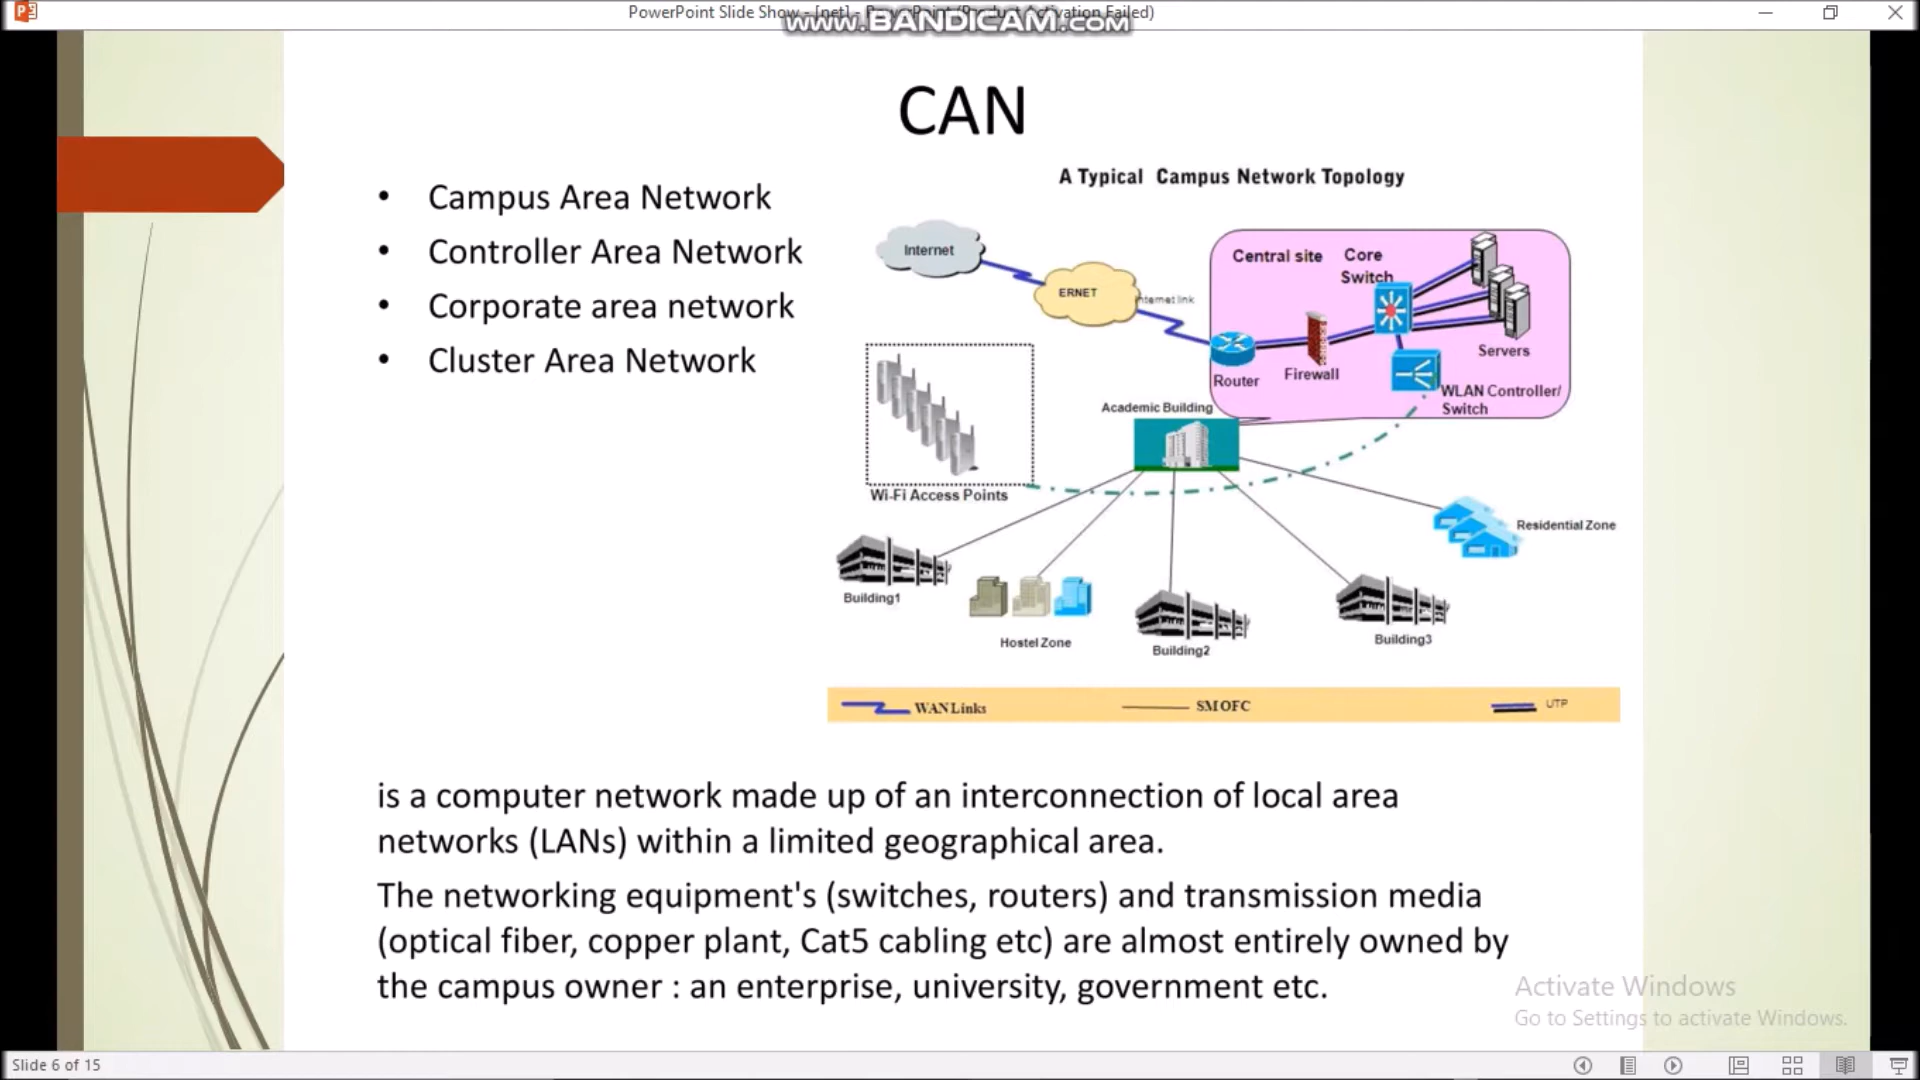 PowerPoint Slide Show - [net] - PowerPoint (Product Activation Failed)
www.BANDICAM.com
CAN
• Campus Area Network
• Controller Area Network
• Corporate area network
• Cluster Area Network
A Typical Campus Network Topology
Internet
ERNET
Internet link
Central site
Core
Switch
Servers
Router
Firewall
WLAN Controller/
Switch
Academic Building
Wi-Fi Access Points
Residential Zone
Building1
Hostel Zone
Building2
Building3
WAN Links
SMOFC
UTP
is a computer network made up of an interconnection of local area
networks (LANs) within a limited geographical area.
The networking equipment's (switches, routers) and transmission media
(optical fiber, copper plant, Cat5 cabling etc) are almost entirely owned by
the campus owner : an enterprise, university, government etc.
Activate Windows
Go to Settings to activate Windows.
Slide 6 of 15